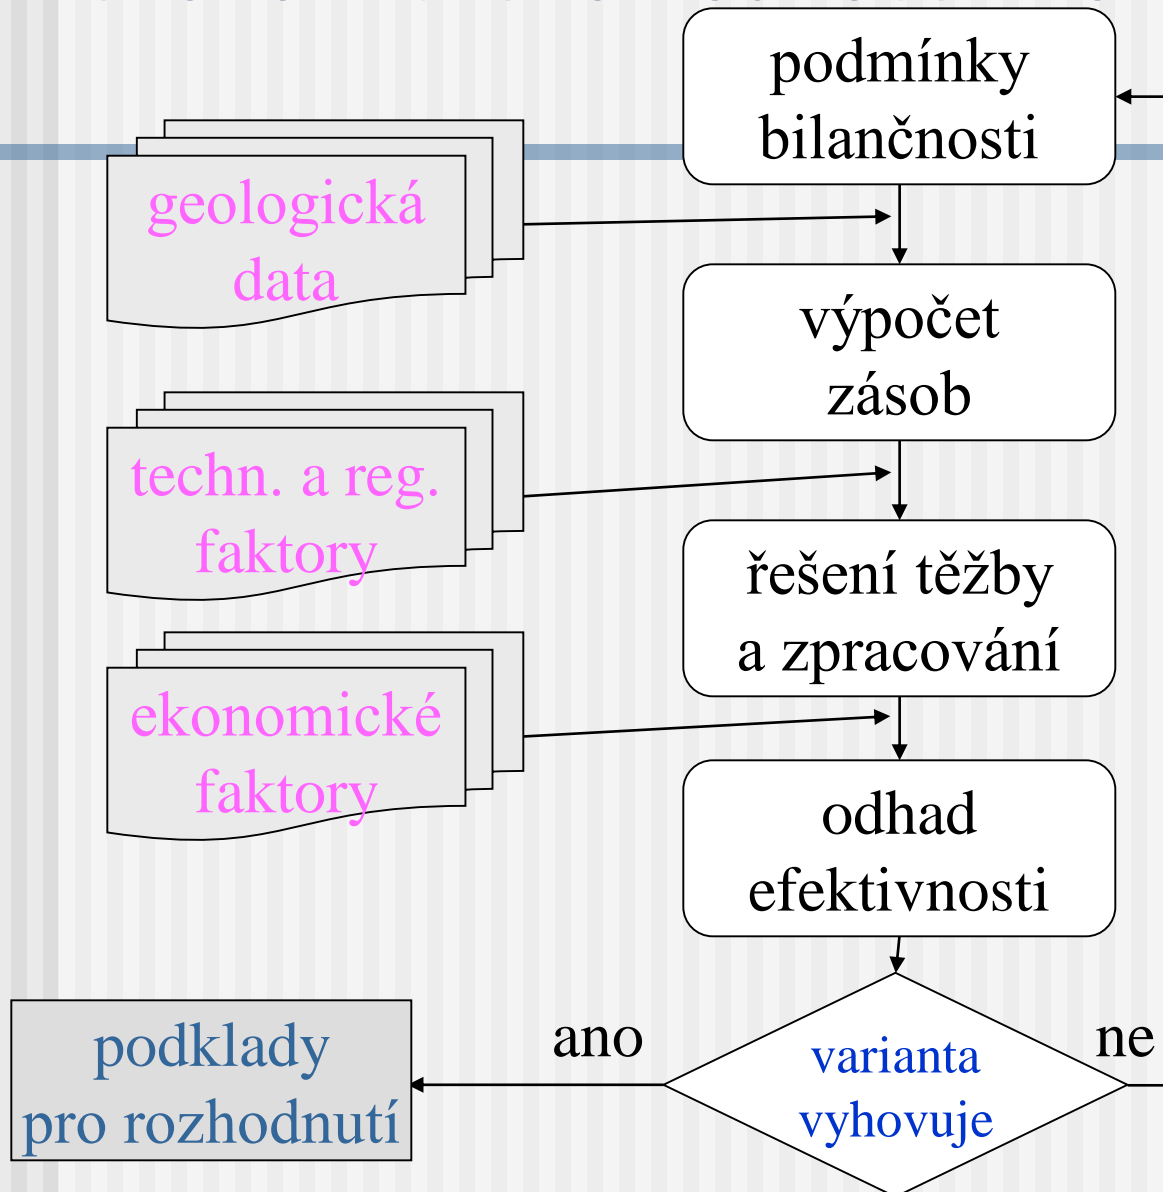 podmínky
bilančnosti
geologická
data
výpočet
zásob
techn. a reg.
faktory
řešení těžby
a zpracování
ekonomické
faktory
odhad
efektivnosti
podklady
pro rozhodnutí
ano
varianta
vyhovuje
ne